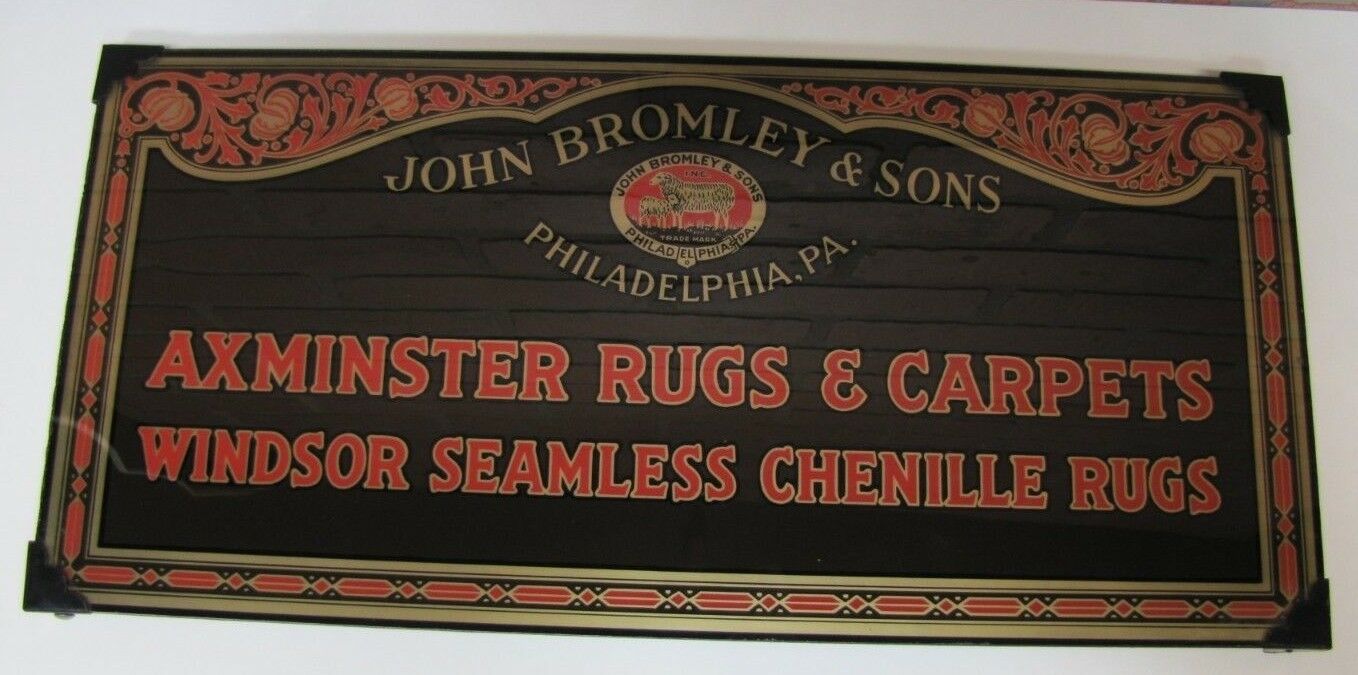 JOHN BROMLEY & SONS
JOHN BROMLEY & SONS
INC.
TRADE MARK
PHILADELPHIA, PA.
PHILADELPHIA, PA.
AXMINSTER RUGS & CARPETS
WINDSOR SEAMLESS CHENILLE RUGS